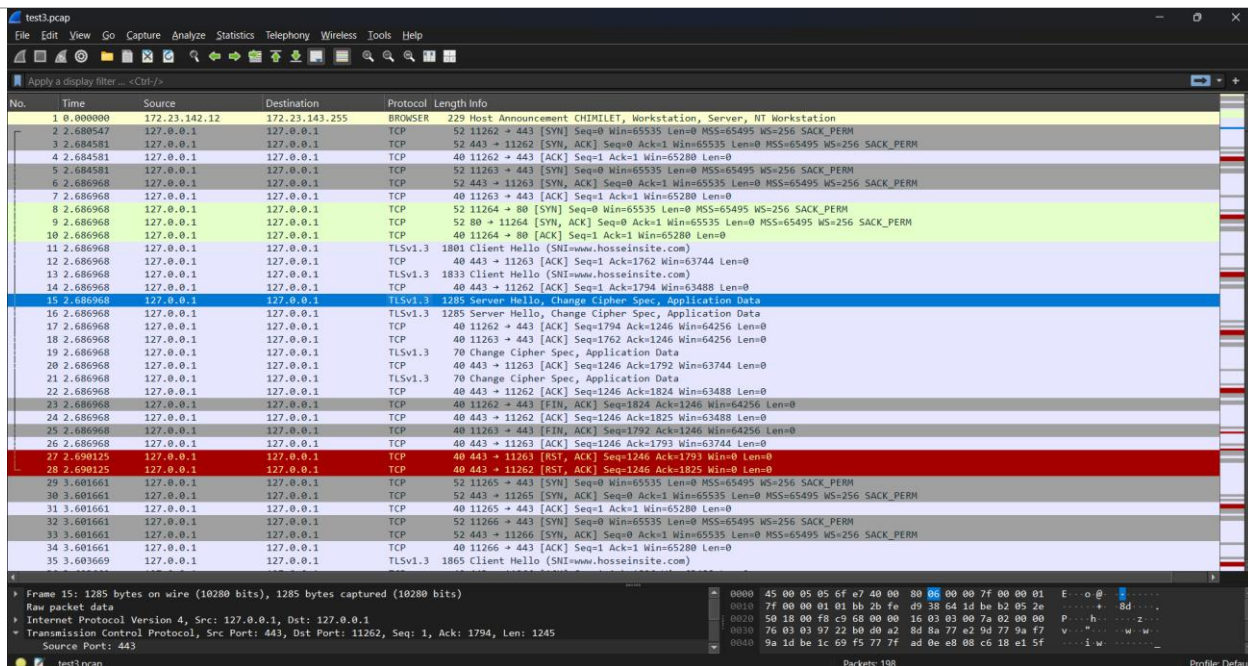 test3.pcap
File Edit View Go Capture Analyze Statistics Telephony Wireless Tools Help
Apply a display filter ... <Ctrl-/>
No. Time Source Destination Protocol Length Info
1 0.000000 172.23.142.12 172.23.143.255 BROWSER 229 Host Announcement CHIMILET, Workstation, Server, NT Workstation
2 2.680547 127.0.0.1 127.0.0.1 TCP 52 11262 → 443 [SYN] Seq=0 Win=65535 Len=0 MSS=65495 WS=256 SACK_PERM
3 2.684581 127.0.0.1 127.0.0.1 TCP 52 443 → 11262 [SYN, ACK] Seq=0 Ack=1 Win=65535 Len=0 MSS=65495 WS=256 SACK_PERM
4 2.684581 127.0.0.1 127.0.0.1 TCP 40 11262 → 443 [ACK] Seq=1 Ack=1 Win=65280 Len=0
5 2.684581 127.0.0.1 127.0.0.1 TCP 52 11263 → 443 [SYN] Seq=0 Win=65535 Len=0 MSS=65495 WS=256 SACK_PERM
6 2.686968 127.0.0.1 127.0.0.1 TCP 52 443 → 11263 [SYN, ACK] Seq=0 Ack=1 Win=65535 Len=0 MSS=65495 WS=256 SACK_PERM
7 2.686968 127.0.0.1 127.0.0.1 TCP 40 11263 → 443 [ACK] Seq=1 Ack=1 Win=65280 Len=0
8 2.686968 127.0.0.1 127.0.0.1 TCP 52 11264 → 80 [SYN] Seq=0 Win=65535 Len=0 MSS=65495 WS=256 SACK_PERM
9 2.686968 127.0.0.1 127.0.0.1 TCP 52 80 → 11264 [SYN, ACK] Seq=0 Ack=1 Win=65535 Len=0 MSS=65495 WS=256 SACK_PERM
10 2.686968 127.0.0.1 127.0.0.1 TCP 40 11264 → 80 [ACK] Seq=1 Ack=1 Win=65280 Len=0
11 2.686968 127.0.0.1 127.0.0.1 TLSv1.3 1801 Client Hello (SNI=www.hosseinsite.com)
12 2.686968 127.0.0.1 127.0.0.1 TCP 40 443 → 11263 [ACK] Seq=1 Ack=1762 Win=63744 Len=0
13 2.686968 127.0.0.1 127.0.0.1 TLSv1.3 1833 Client Hello (SNI=www.hosseinsite.com)
14 2.686968 127.0.0.1 127.0.0.1 TCP 40 443 → 11262 [ACK] Seq=1 Ack=1794 Win=63488 Len=0
15 2.686968 127.0.0.1 127.0.0.1 TLSv1.3 1285 Server Hello, Change Cipher Spec, Application Data
16 2.686968 127.0.0.1 127.0.0.1 TLSv1.3 1285 Server Hello, Change Cipher Spec, Application Data
17 2.686968 127.0.0.1 127.0.0.1 TCP 40 11262 → 443 [ACK] Seq=1794 Ack=1246 Win=64256 Len=0
18 2.686968 127.0.0.1 127.0.0.1 TCP 40 11263 → 443 [ACK] Seq=1762 Ack=1246 Win=64256 Len=0
19 2.686968 127.0.0.1 127.0.0.1 TLSv1.3 70 Change Cipher Spec, Application Data
20 2.686968 127.0.0.1 127.0.0.1 TCP 40 443 → 11263 [ACK] Seq=1246 Ack=1792 Win=63744 Len=0
21 2.686968 127.0.0.1 127.0.0.1 TLSv1.3 70 Change Cipher Spec, Application Data
22 2.686968 127.0.0.1 127.0.0.1 TCP 40 443 → 11262 [ACK] Seq=1246 Ack=1824 Win=63488 Len=0
23 2.686968 127.0.0.1 127.0.0.1 TCP 40 11262 → 443 [FIN, ACK] Seq=1824 Ack=1246 Win=64256 Len=0
24 2.686968 127.0.0.1 127.0.0.1 TCP 40 443 → 11262 [ACK] Seq=1246 Ack=1825 Win=63488 Len=0
25 2.686968 127.0.0.1 127.0.0.1 TCP 40 11263 → 443 [FIN, ACK] Seq=1792 Ack=1246 Win=64256 Len=0
26 2.686968 127.0.0.1 127.0.0.1 TCP 40 443 → 11263 [ACK] Seq=1246 Ack=1793 Win=63744 Len=0
27 2.690125 127.0.0.1 127.0.0.1 TCP 40 443 → 11263 [RST, ACK] Seq=1246 Ack=1793 Win=0 Len=0
28 2.690125 127.0.0.1 127.0.0.1 TCP 40 443 → 11262 [RST, ACK] Seq=1246 Ack=1825 Win=0 Len=0
29 3.601661 127.0.0.1 127.0.0.1 TCP 52 11265 → 443 [SYN] Seq=0 Win=65535 Len=0 MSS=65495 WS=256 SACK_PERM
30 3.601661 127.0.0.1 127.0.0.1 TCP 52 443 → 11265 [SYN, ACK] Seq=0 Ack=1 Win=65535 Len=0 MSS=65495 WS=256 SACK_PERM
31 3.601661 127.0.0.1 127.0.0.1 TCP 40 11265 → 443 [ACK] Seq=1 Ack=1 Win=65280 Len=0
32 3.601661 127.0.0.1 127.0.0.1 TCP 52 11266 → 443 [SYN] Seq=0 Win=65535 Len=0 MSS=65495 WS=256 SACK_PERM
33 3.601661 127.0.0.1 127.0.0.1 TCP 52 443 → 11266 [SYN, ACK] Seq=0 Ack=1 Win=65535 Len=0 MSS=65495 WS=256 SACK_PERM
34 3.601661 127.0.0.1 127.0.0.1 TCP 40 11266 → 443 [ACK] Seq=1 Ack=1 Win=65280 Len=0
35 3.603669 127.0.0.1 127.0.0.1 TLSv1.3 1865 Client Hello (SNI=www.hosseinsite.com)
Frame 15: 1285 bytes on wire (10280 bits), 1285 bytes captured (10280 bits)
Raw packet data
Internet Protocol Version 4, Src: 127.0.0.1, Dst: 127.0.0.1
Transmission Control Protocol, Src Port: 443, Dst Port: 11262, Seq: 1, Ack: 1794, Len: 1245
Source Port: 443
0000 45 00 05 05 6f e7 40 00 80 06 00 00 7f 00 00 01 E···o·@·········
0010 7f 00 00 01 01 bb 2b fe d9 38 64 1d be b2 05 2e ······+··8d····.
0020 50 18 00 f8 c9 68 00 00 16 03 03 00 7a 02 00 00 P····h······z···
0030 76 03 03 97 22 b0 d0 a2 8d 8a 77 e2 9d 77 9a f7 v···"·····w··w··
0040 9a 1d be 1c 69 f5 77 7f ad 0e e8 08 c6 18 e1 5f ····i·w········_
test3.pcap Packets: 198 Profile: Defau